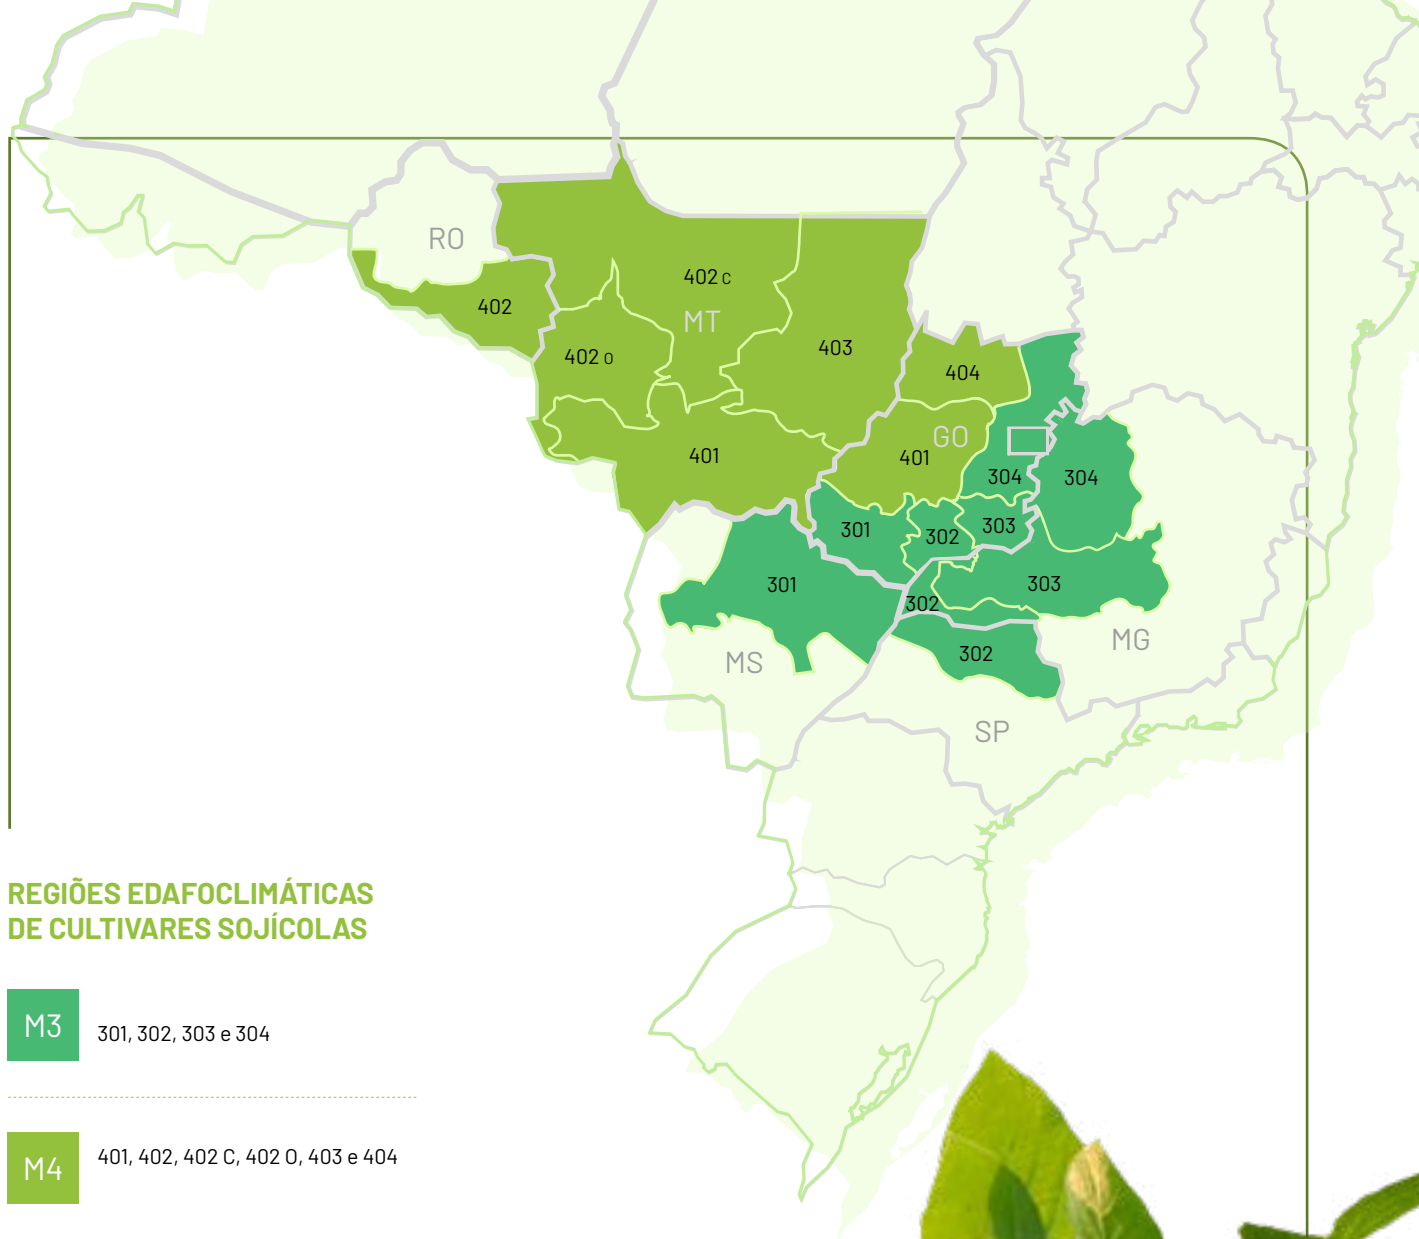 RO
402 C
402
MT
402 O
403
404
GO
401
401
304
304
301
302
303
301
303
302
302
MG
MS
SP
REGIÕES EDAFOCLIMÁTICAS
DE CULTIVARES SOJÍCOLAS
M3
301, 302, 303 e 304
M4
401, 402, 402 C, 402 O, 403 e 404